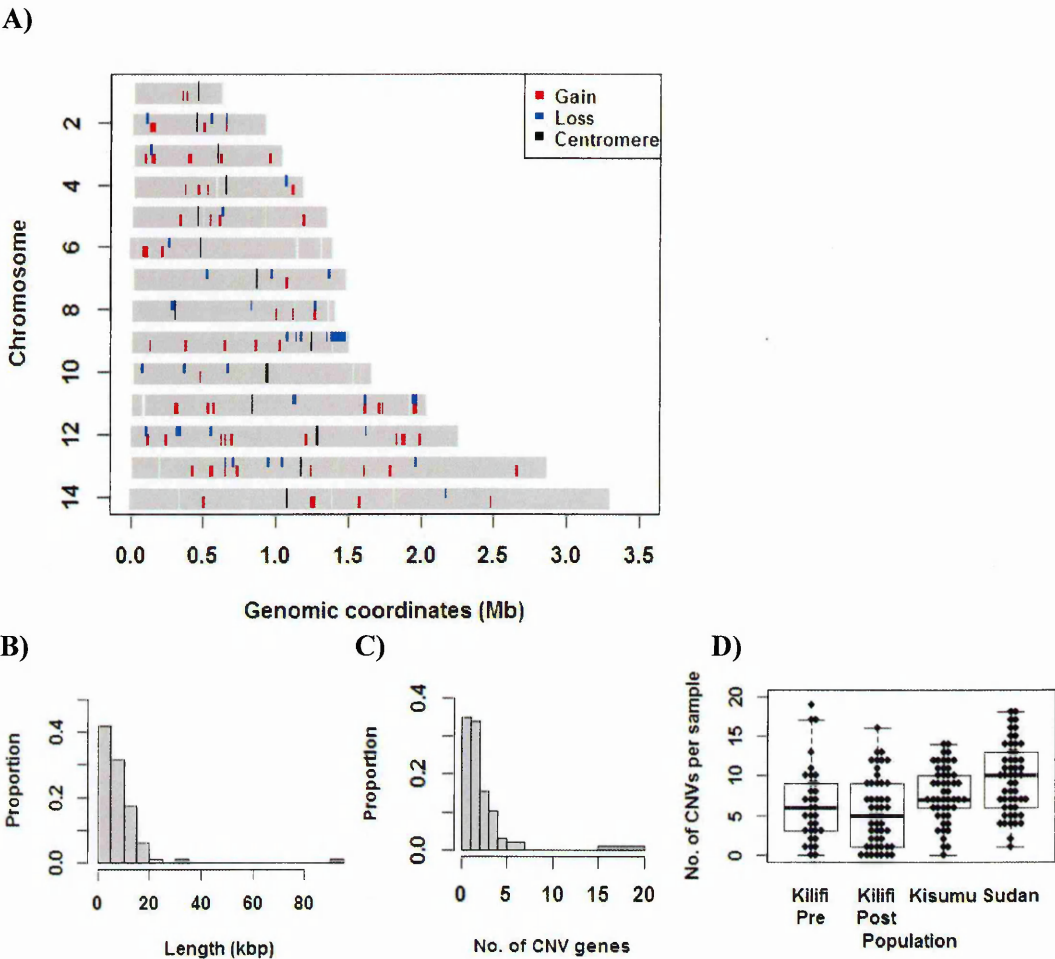 A)
Gain
Loss
Centromere
Chromosome
2
4
6
8
10
12
14
0.0 0.5 1.0 1.5 2.0 2.5 3.0 3.5
Genomic coordinates (Mb)
B)
Proportion
0.4
0.2
0.0
0 20 40 60 80
Length (kbp)
C)
Proportion
0.4
0.2
0.0
0 5 10 15 20
No. of CNV genes
D)
No. of CNVs per sample
20
15
10
5
0
Kilifi Pre
Kilifi Post
Kisumu
Sudan
Population